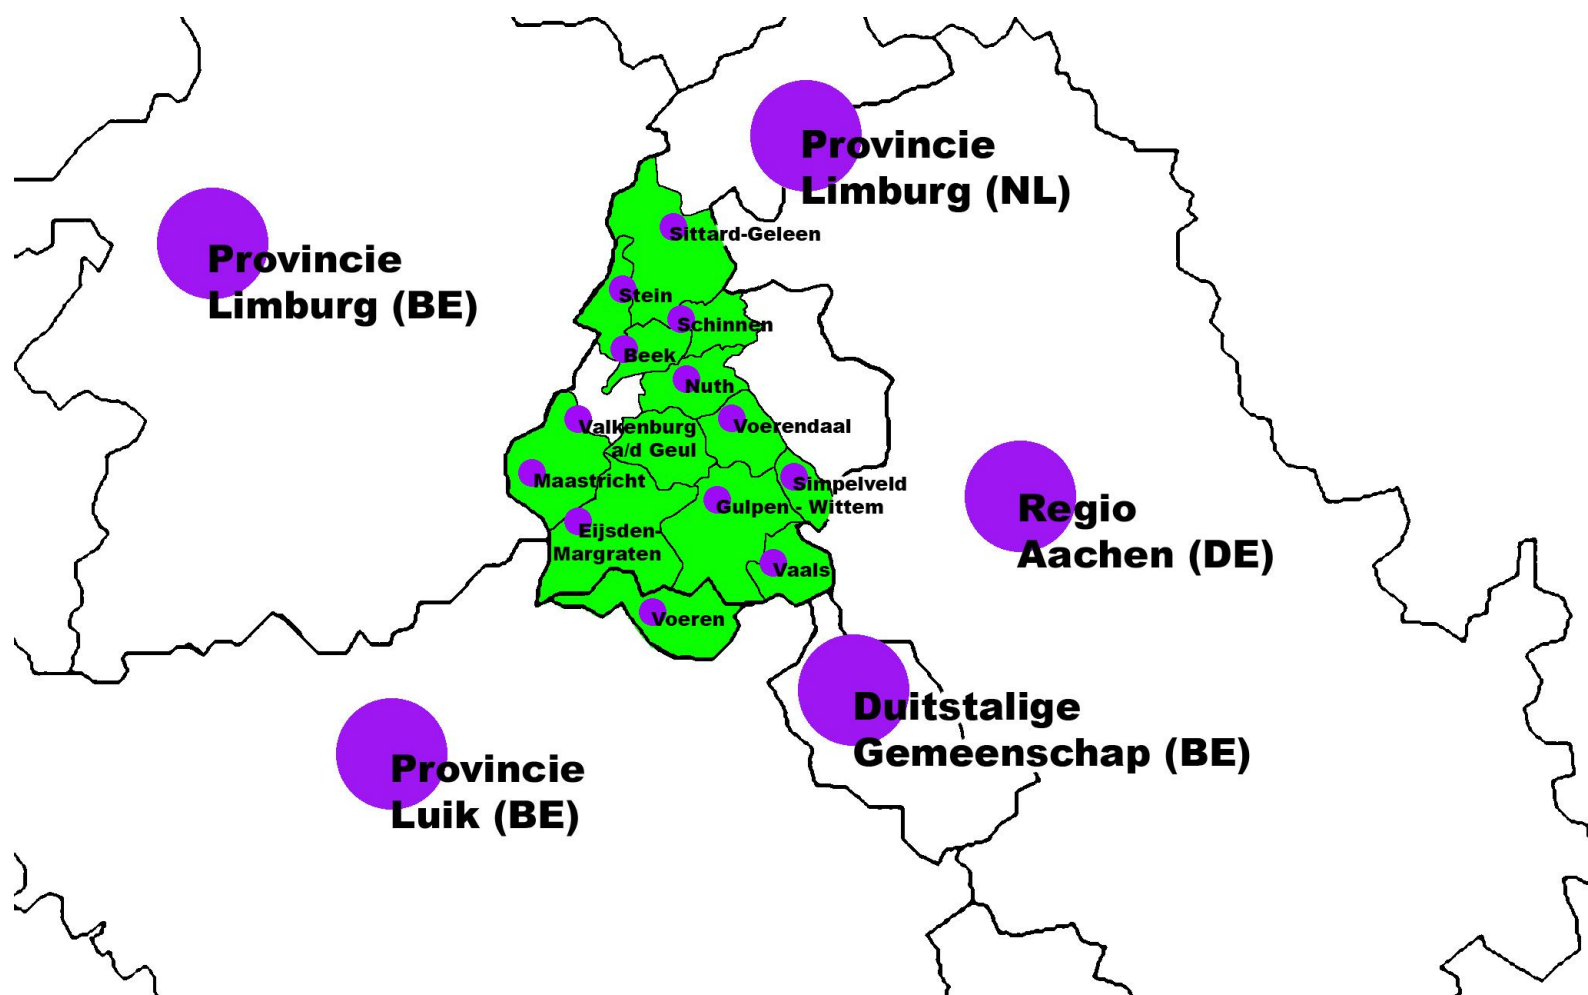 Provincie
Limburg (NL)
Sittard-Geleen
Provincie
Limburg (BE)
Stein
Schinnen
Beek
Nuth
Valkenburg
a/d Geul
Voerendaal
Maastricht
Simpelveld
Gulpen - Wittem
Regio
Aachen (DE)
Eijsden-
Margraten
Vaals
Voeren
Duitstalige
Gemeenschap (BE)
Provincie
Luik (BE)